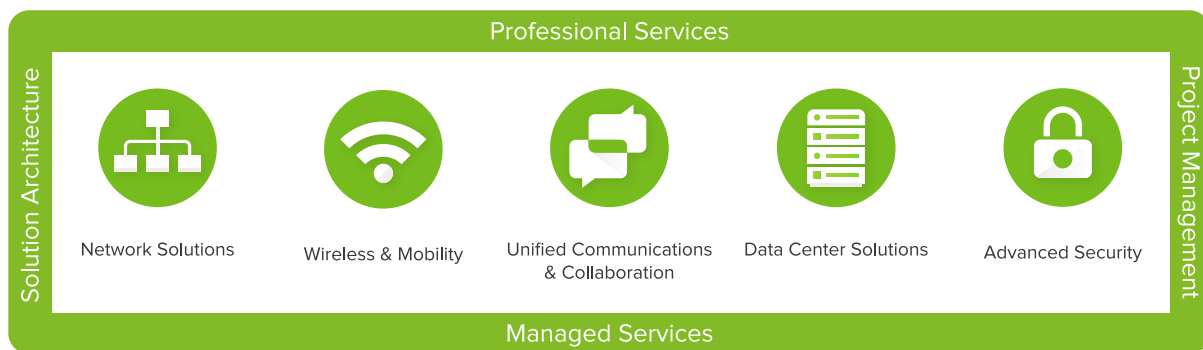 Professional Services
Solution Architecture
Project Management
Network Solutions
Wireless & Mobility
Unified Communications
& Collaboration
Data Center Solutions
Advanced Security
Managed Services